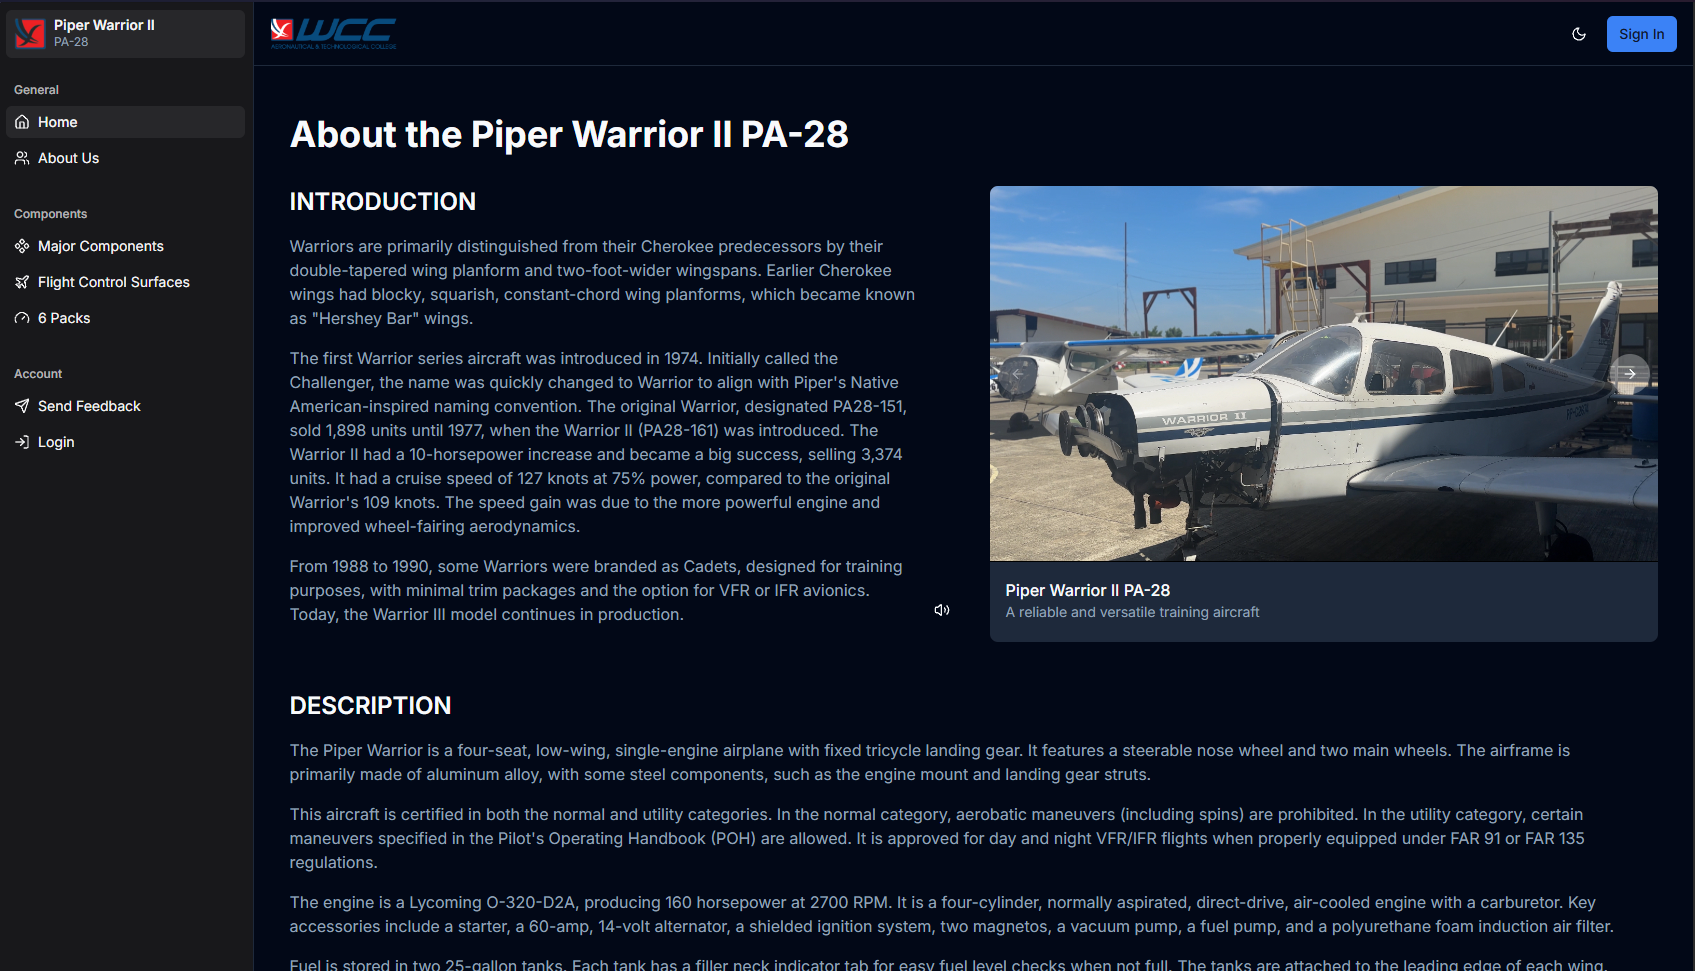 Piper Warrior II
PA-28
WCC
AERONAUTICAL & TECHNOLOGICAL COLLEGE
Sign In
General
Home
About Us
Components
Major Components
Flight Control Surfaces
6 Packs
Account
Send Feedback
Login
About the Piper Warrior II PA-28
INTRODUCTION
Warriors are primarily distinguished from their Cherokee predecessors by their
double-tapered wing planform and two-foot-wider wingspans. Earlier Cherokee
wings had blocky, squarish, constant-chord wing planforms, which became known
as "Hershey Bar" wings.
The first Warrior series aircraft was introduced in 1974. Initially called the
Challenger, the name was quickly changed to Warrior to align with Piper's Native
American-inspired naming convention. The original Warrior, designated PA28-151,
sold 1,898 units until 1977, when the Warrior II (PA28-161) was introduced. The
Warrior II had a 10-horsepower increase and became a big success, selling 3,374
units. It had a cruise speed of 127 knots at 75% power, compared to the original
Warrior's 109 knots. The speed gain was due to the more powerful engine and
improved wheel-fairing aerodynamics.
From 1988 to 1990, some Warriors were branded as Cadets, designed for training
purposes, with minimal trim packages and the option for VFR or IFR avionics.
Today, the Warrior III model continues in production.
WARRIOR II
Piper Warrior II PA-28
A reliable and versatile training aircraft
DESCRIPTION
The Piper Warrior is a four-seat, low-wing, single-engine airplane with fixed tricycle landing gear. It features a steerable nose wheel and two main wheels. The airframe is
primarily made of aluminum alloy, with some steel components, such as the engine mount and landing gear struts.
This aircraft is certified in both the normal and utility categories. In the normal category, aerobatic maneuvers (including spins) are prohibited. In the utility category, certain
maneuvers specified in the Pilot's Operating Handbook (POH) are allowed. It is approved for day and night VFR/IFR flights when properly equipped under FAR 91 or FAR 135
regulations.
The engine is a Lycoming O-320-D2A, producing 160 horsepower at 2700 RPM. It is a four-cylinder, normally aspirated, direct-drive, air-cooled engine with a carburetor. Key
accessories include a starter, a 60-amp, 14-volt alternator, a shielded ignition system, two magnetos, a vacuum pump, a fuel pump, and a polyurethane foam induction air filter.
Fuel is stored in two 25-gallon tanks. Each tank has a filler neck indicator tab for easy fuel level checks when not full. The tanks are attached to the leading edge of each wing.